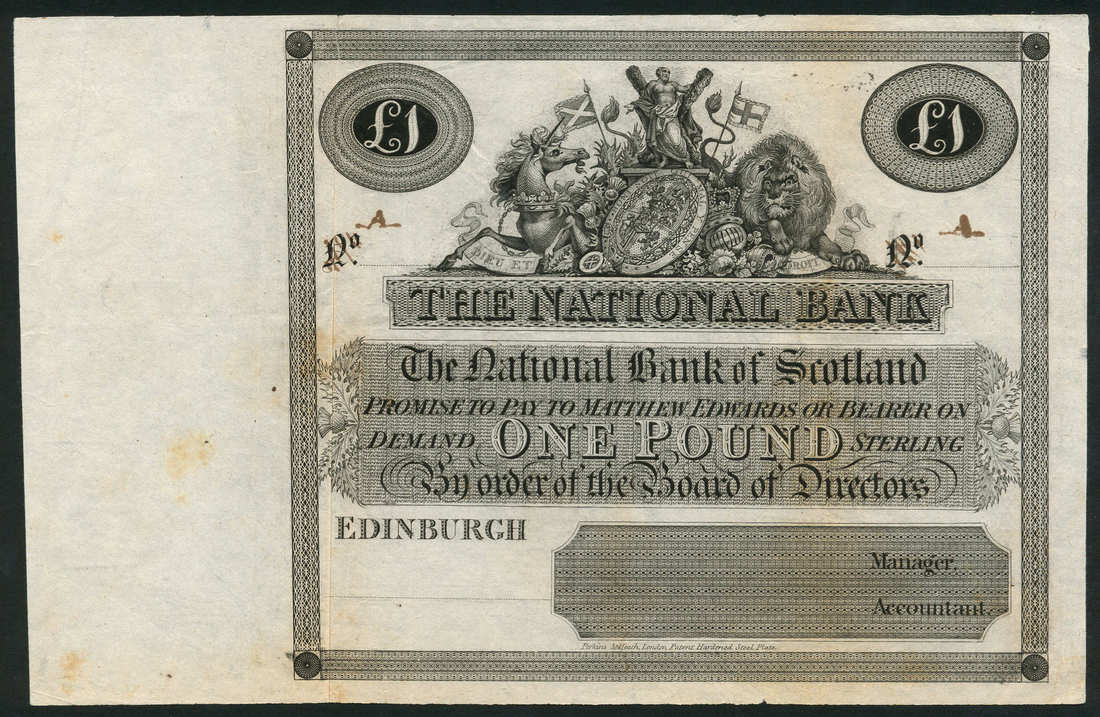 £1 £1
A A
No No
DIEU ET DROIT
THE NATIONAL BANK
The National Bank of Scotland
PROMISE TO PAY TO MATTHEW EDWARDS OR BEARER ON
DEMAND ONE POUND STERLING
By order of the Board of Directors
EDINBURGH
Manager.
Accountant.
Perkins & Heath, London, Patent Hardened Steel Plate.